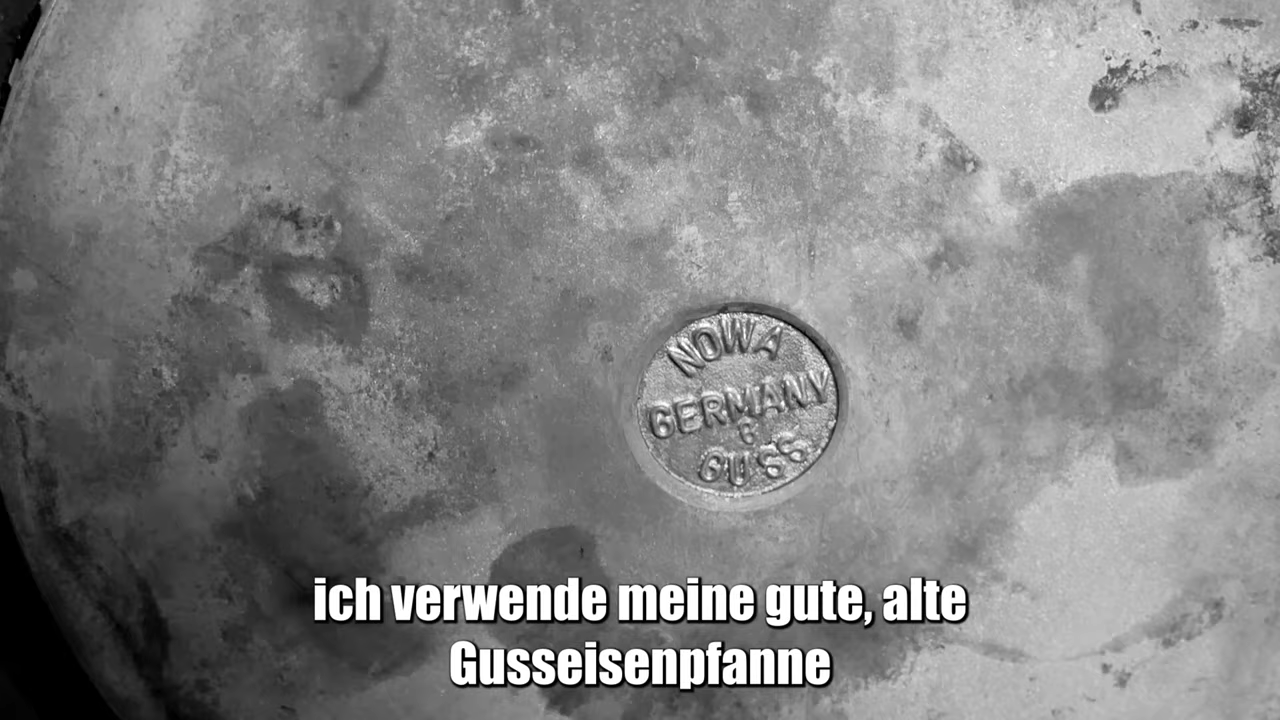 NOWA
GERMANY
6
GUSS
ich verwende meine gute, alte
Gusseisenpfanne